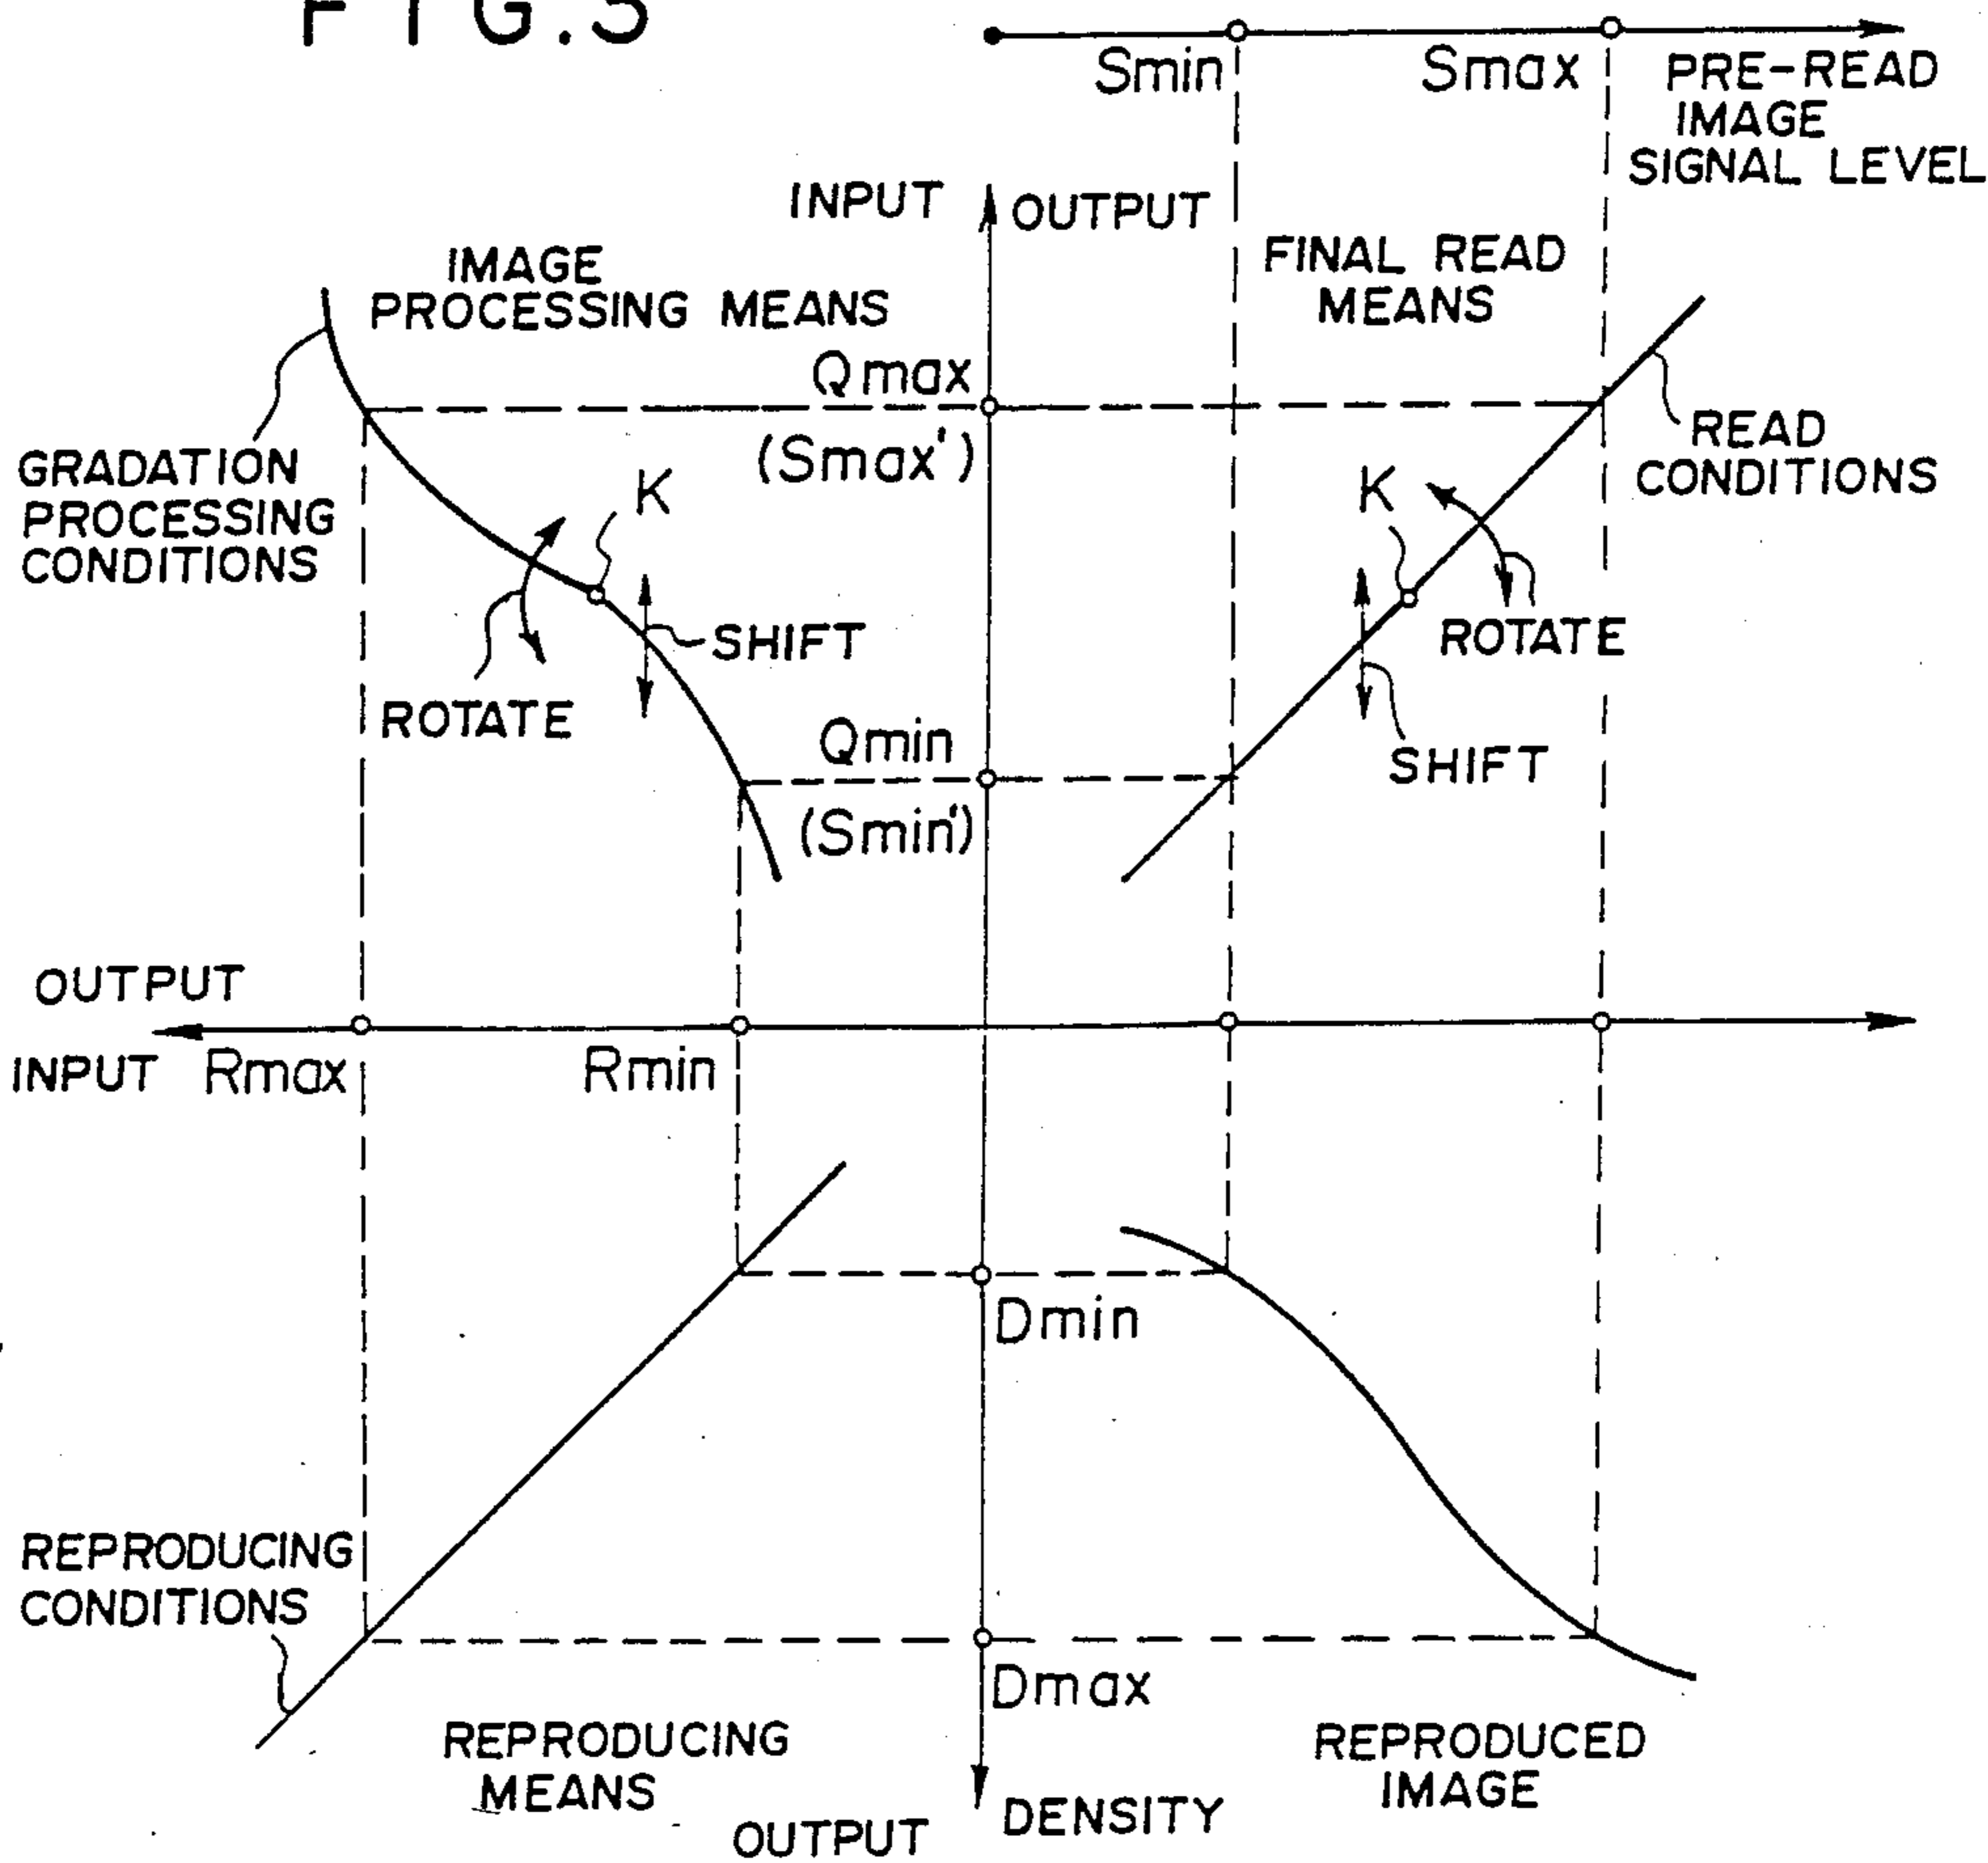 FIG.3
Smin
Smax
PRE-READ
IMAGE
SIGNAL LEVEL
INPUT
OUTPUT
IMAGE
PROCESSING MEANS
FINAL READ
MEANS
Qmax
(Smax')
GRADATION
PROCESSING
CONDITIONS
K
K
READ
CONDITIONS
SHIFT
ROTATE
ROTATE
SHIFT
Qmin
(Smin')
OUTPUT
INPUT
Rmax
Rmin
Dmin
REPRODUCING
CONDITIONS
Dmax
REPRODUCING
MEANS
REPRODUCED
IMAGE
OUTPUT
DENSITY